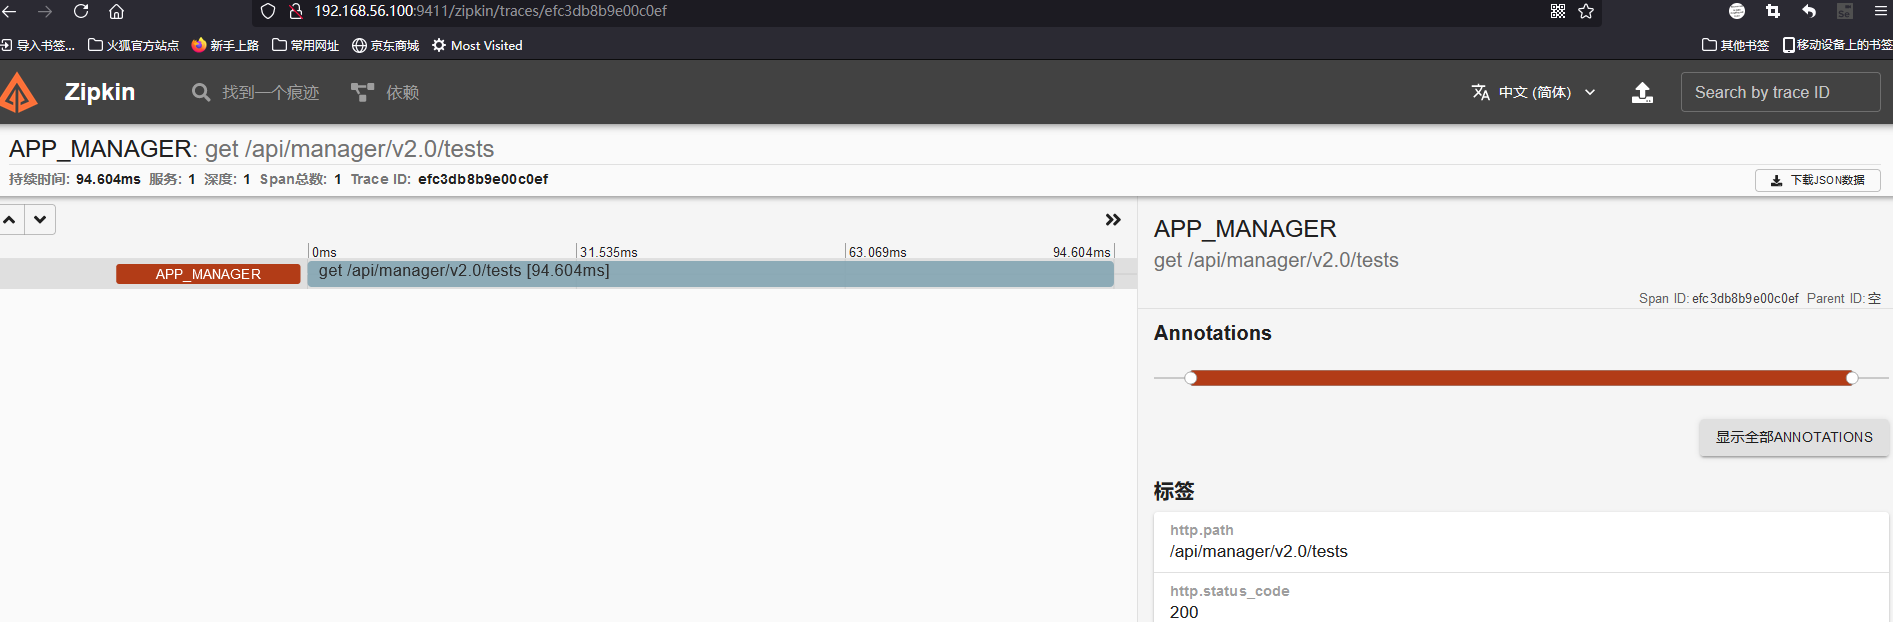 192.168.56.100:9411/zipkin/traces/efc3db8b9e00c0ef
导入书签... 火狐官方站点 新手上路 常用网址 京东商城 Most Visited 其他书签 移动设备上的书签
Zipkin 找到一个痕迹 依赖 中文 (简体) Search by trace ID
APP_MANAGER: get /api/manager/v2.0/tests
持续时间: 94.604ms 服务: 1 深度: 1 Span总数: 1 Trace ID: efc3db8b9e00c0ef 下载JSON数据
0ms 31.535ms 63.069ms 94.604ms
APP_MANAGER get /api/manager/v2.0/tests [94.604ms]
APP_MANAGER
get /api/manager/v2.0/tests
Span ID: efc3db8b9e00c0ef Parent ID: 空
Annotations
显示全部ANNOTATIONS
标签
http.path
/api/manager/v2.0/tests
http.status_code
200